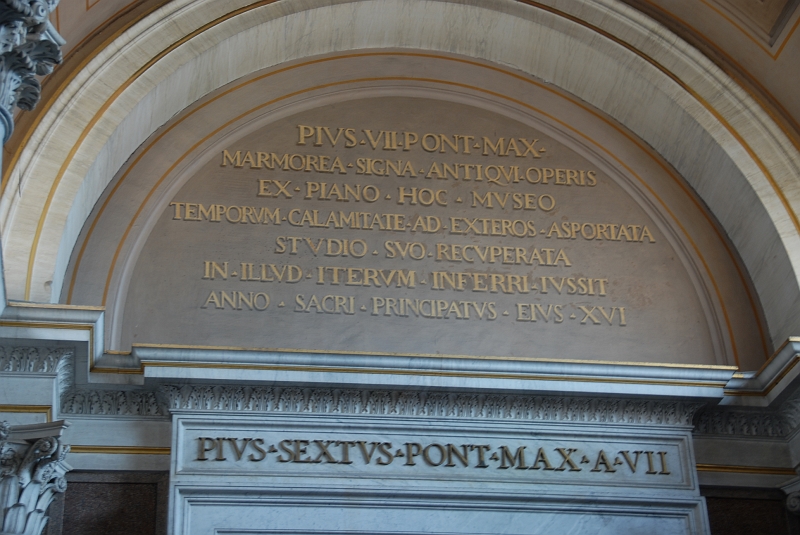 PIVS·VII·PONT·MAX·
MARMOREA·SIGNA·ANTIQVI·OPERIS
EX·PIANO·HOC·MVSEO
TEMPORVM·CALAMITATE·AD·EXTEROS·ASPORTATA
STVDIO·SVO·RECVPERATA
IN·ILLVD·ITERVM·INFERRI·IVSSIT
ANNO·SACRI·PRINCIPATVS·EIVS·XVI
PIVS·SEXTVS·PONT·MAX·A·VII